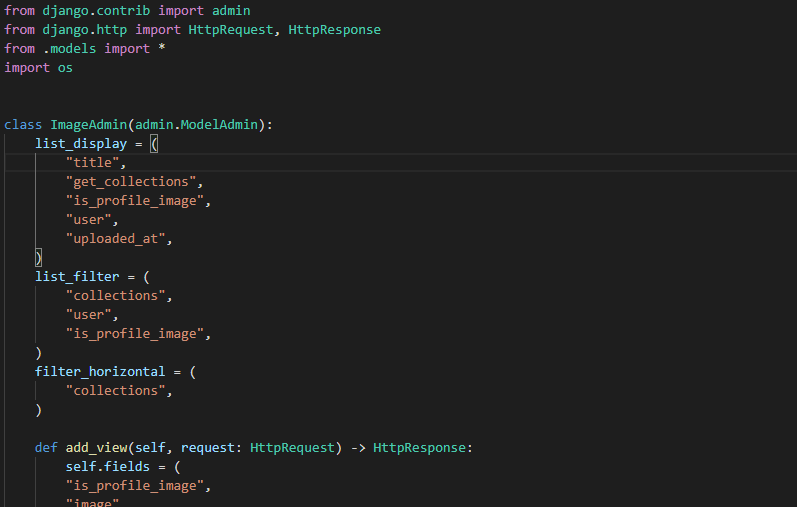 from django.contrib import admin
from django.http import HttpRequest, HttpResponse
from .models import *
import os
class ImageAdmin(admin.ModelAdmin):
    list_display = (
        "title",
        "get_collections",
        "is_profile_image",
        "user",
        "uploaded_at",
    )
    list_filter = (
        "collections",
        "user",
        "is_profile_image",
    )
    filter_horizontal = (
        "collections",
    )
    def add_view(self, request: HttpRequest) -> HttpResponse:
        self.fields = (
        "is_profile_image",
        "image"